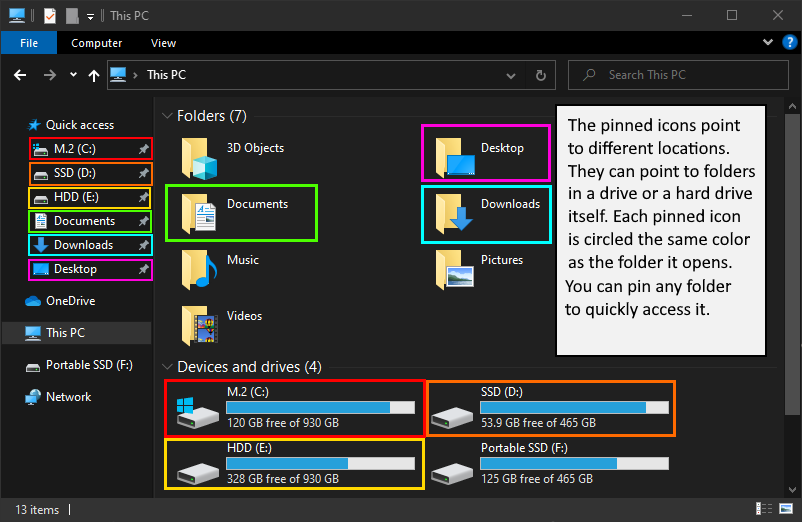 This PC
File Computer View
This PC
Search This PC
Quick access
M.2 (C:)
SSD (D:)
HDD (E:)
Documents
Downloads
Desktop
OneDrive
This PC
Portable SSD (F:)
Network
Folders (7)
3D Objects
Desktop
Documents
Downloads
Music
Pictures
Videos
The pinned icons point
to different locations.
They can point to folders
in a drive or a hard drive
itself. Each pinned icon
is circled the same color
as the folder it opens.
You can pin any folder
to quickly access it.
Devices and drives (4)
M.2 (C:)
120 GB free of 930 GB
SSD (D:)
53.9 GB free of 465 GB
HDD (E:)
328 GB free of 930 GB
Portable SSD (F:)
125 GB free of 465 GB
13 items